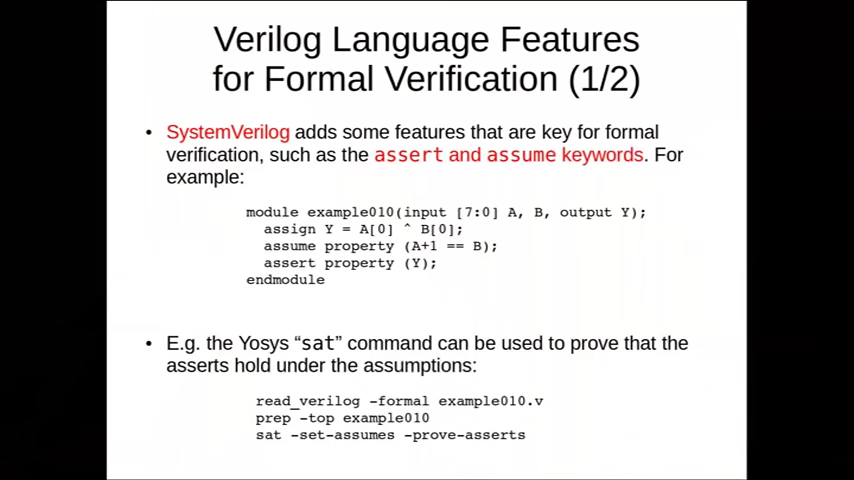 Verilog Language Features
for Formal Verification (1/2)
• SystemVerilog adds some features that are key for formal
verification, such as the assert and assume keywords. For
example:
module example010(input [7:0] A, B, output Y);
assign Y = A[0] ^ B[0];
assume property (A+1 == B);
assert property (Y);
endmodule
• E.g. the Yosys “sat” command can be used to prove that the
asserts hold under the assumptions:
read_verilog -formal example010.v
prep -top example010
sat -set-assumes -prove-asserts